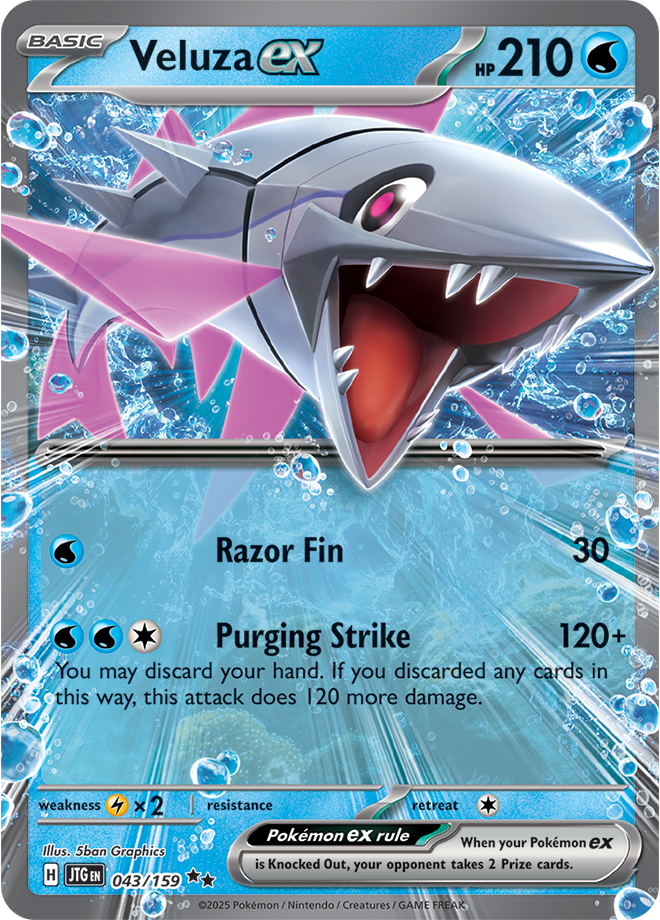 BASIC
Veluza ex
HP 210
Razor Fin 30
Purging Strike 120+
You may discard your hand. If you discarded any cards in
this way, this attack does 120 more damage.
weakness ×2 resistance retreat
Illus. 5ban Graphics
Pokémon ex rule
When your Pokémon ex
is Knocked Out, your opponent takes 2 Prize cards.
H JTG EN 043/159
©2025 Pokémon / Nintendo / Creatures / GAME FREAK